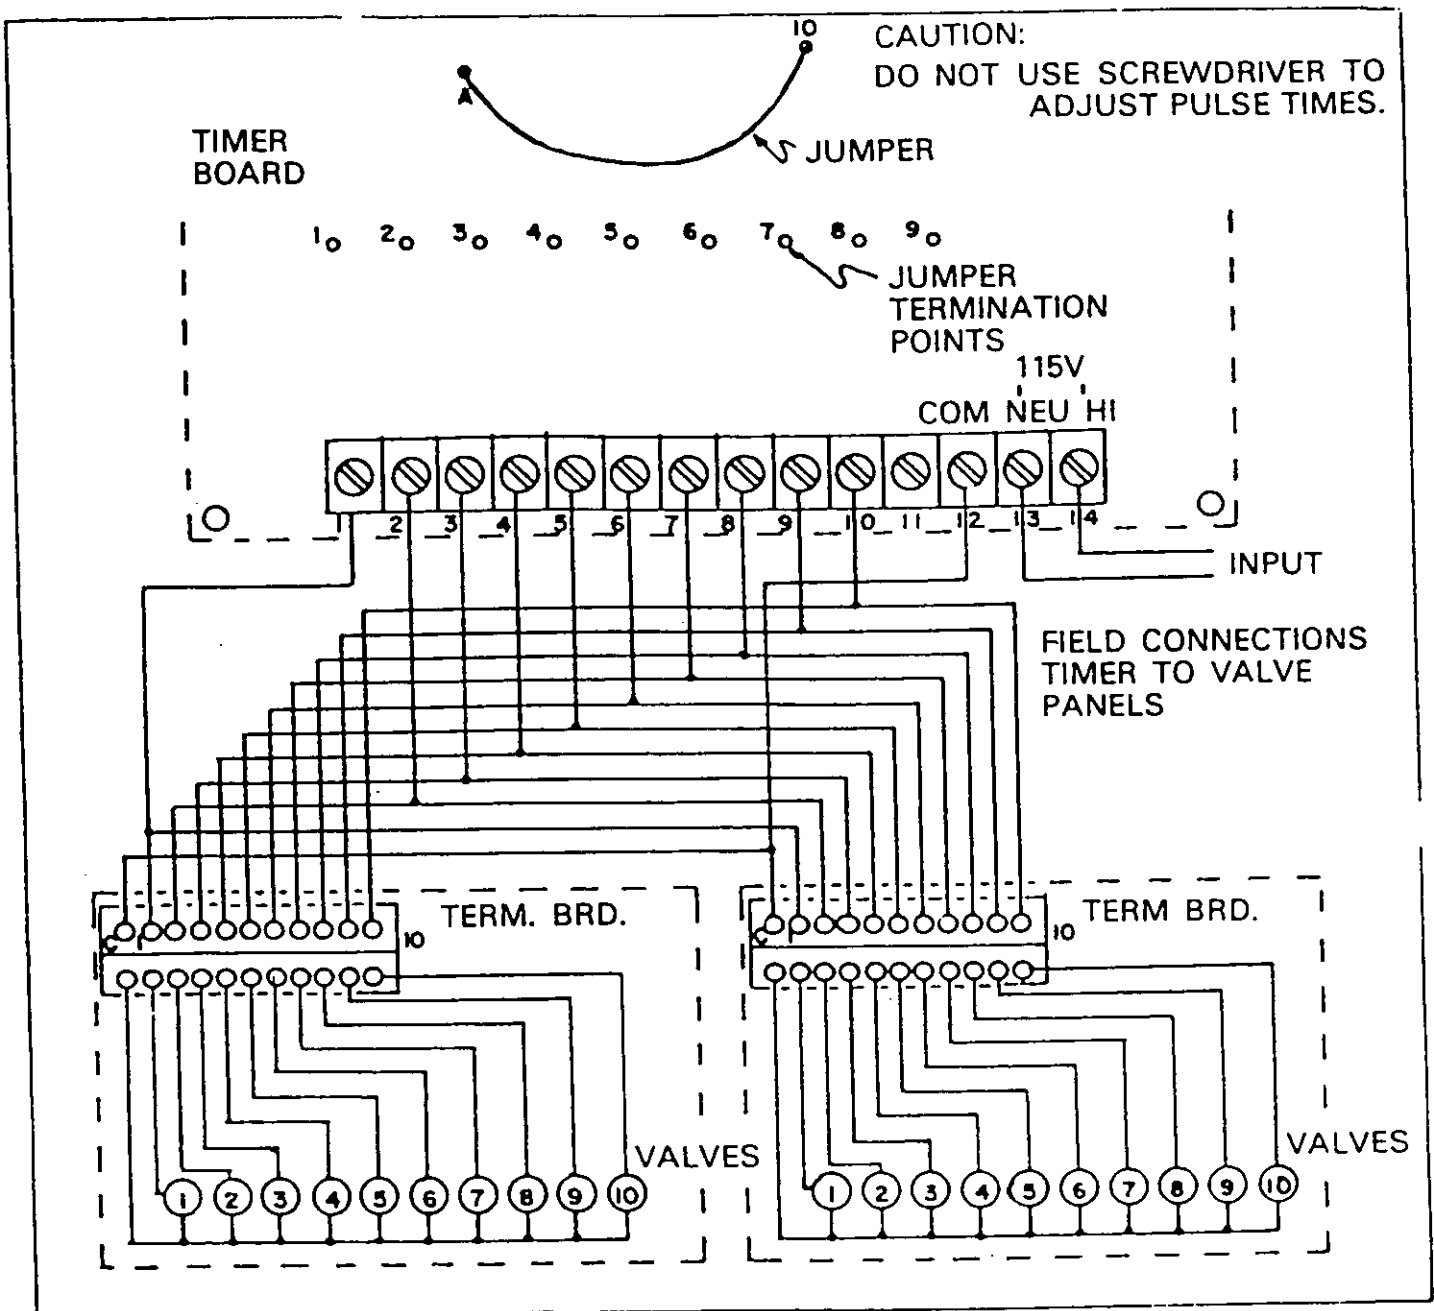 10
CAUTION:
DO NOT USE SCREWDRIVER TO
ADJUST PULSE TIMES.
A
JUMPER
TIMER
BOARD
1 2 3 4 5 6 7 8 9
JUMPER
TERMINATION
POINTS
115V
COM NEU HI
1 2 3 4 5 6 7 8 9 10 11 12 13 14
INPUT
FIELD CONNECTIONS
TIMER TO VALVE
PANELS
TERM. BRD.
C 1 10
TERM BRD.
C 1 10
VALVES
1 2 3 4 5 6 7 8 9 10
VALVES
1 2 3 4 5 6 7 8 9 10